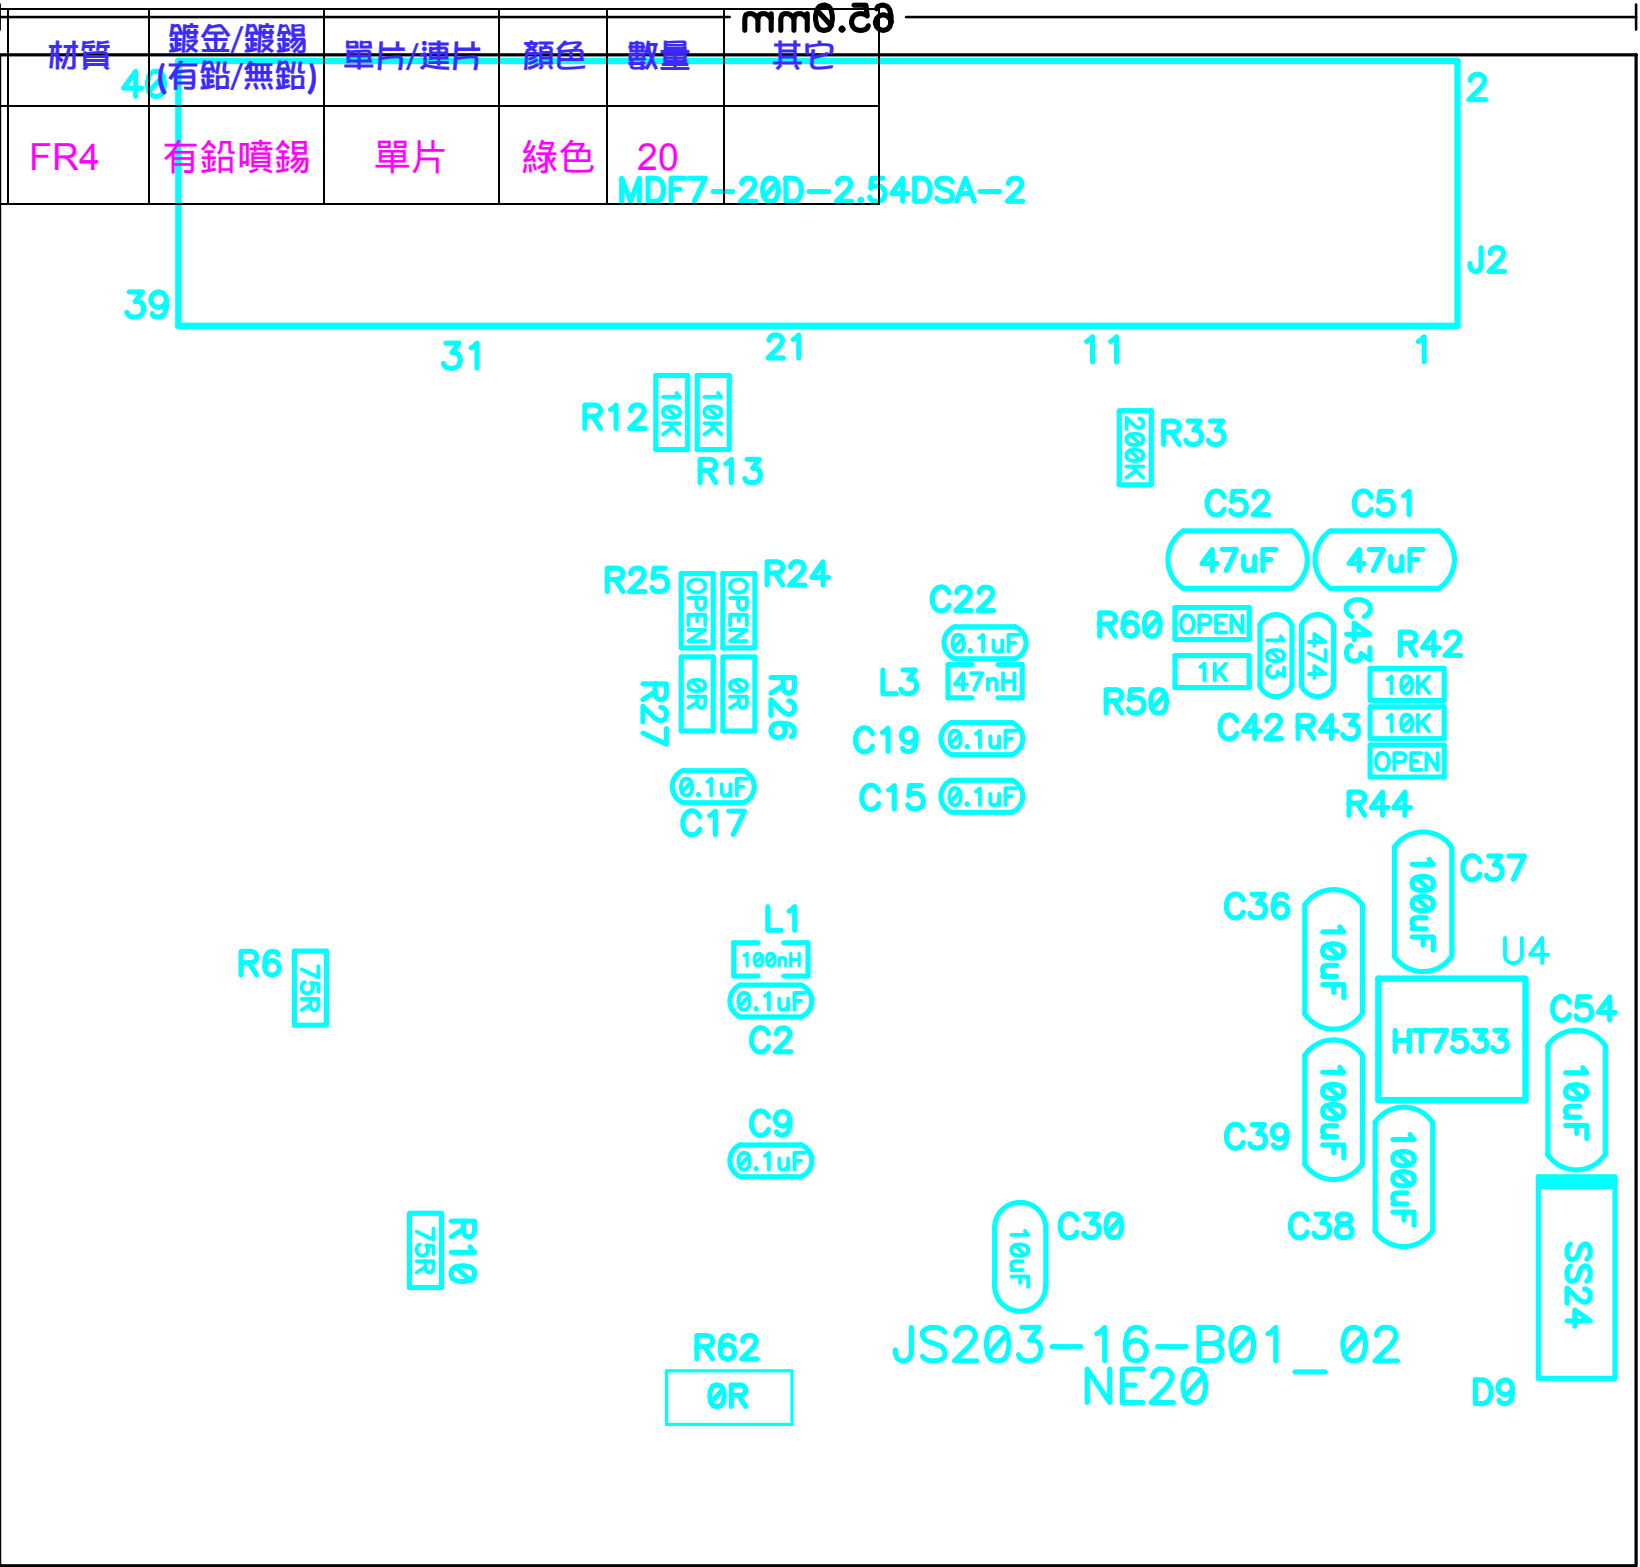 65.0mm
材質 鍍金/鍍錫 單片/連片 顏色 數量 其它
(有鉛/無鉛)
FR4 有鉛噴錫 單片 綠色 20
40
2
MDF7-20D-2.54DSA-2
J2
39
31
21
11
1
R12 10K 10K
R13
200K R33
C52 C51
47uF 47uF
R25 OPEN OPEN R24
C22
0.1uF
R60 OPEN 103 474 C43
R42
L3 47nH
R50 1K
10K
R27 0R 0R R26
C42 R43 10K
C19 0.1uF
OPEN
R44
0.1uF
C17
C15 0.1uF
100uF C37
C36 10uF
L1
100nH
U4
R6 75R
0.1uF
C2
HT7533
C54
10uF
C9
0.1uF
C39 100uF
100uF
C38
75R R10
10uF C30
SS24
JS203-16-B01_02
NE20
R62
0R
D9